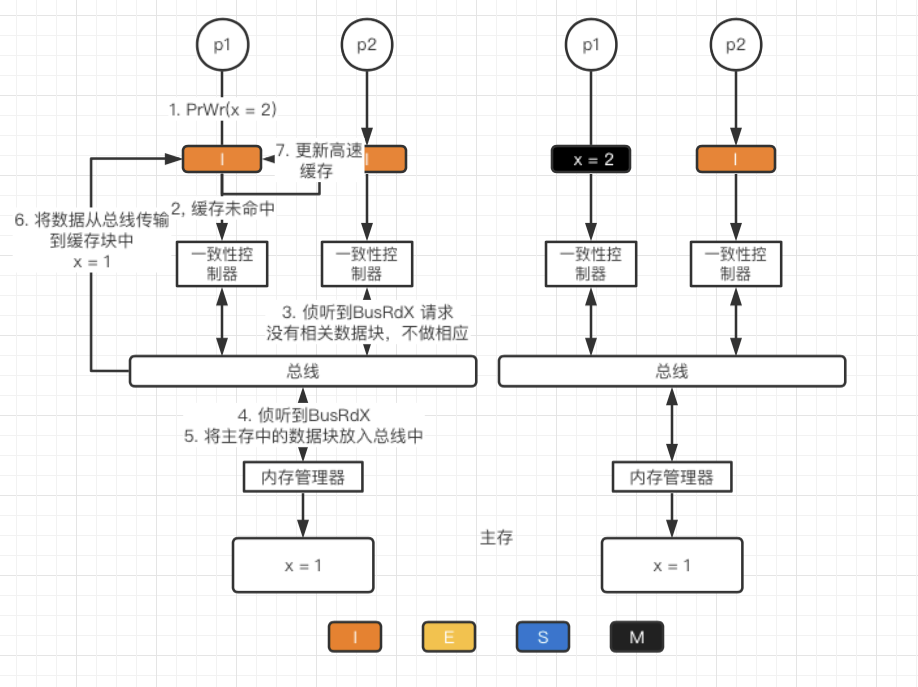 p1
p2
p1
p2
1. PrWr(x = 2)
I
7. 更新高速
缓存
I
x = 2
I
2, 缓存未命中
6. 将数据从总线传输
到缓存块中
x = 1
一致性控
制器
一致性控
制器
一致性控
制器
一致性控
制器
3. 侦听到BusRdX 请求
没有相关数据块，不做相应
总线
总线
4. 侦听到BusRdX
5. 将主存中的数据块放入总线中
内存管理器
内存管理器
主存
x = 1
x = 1
I
E
S
M